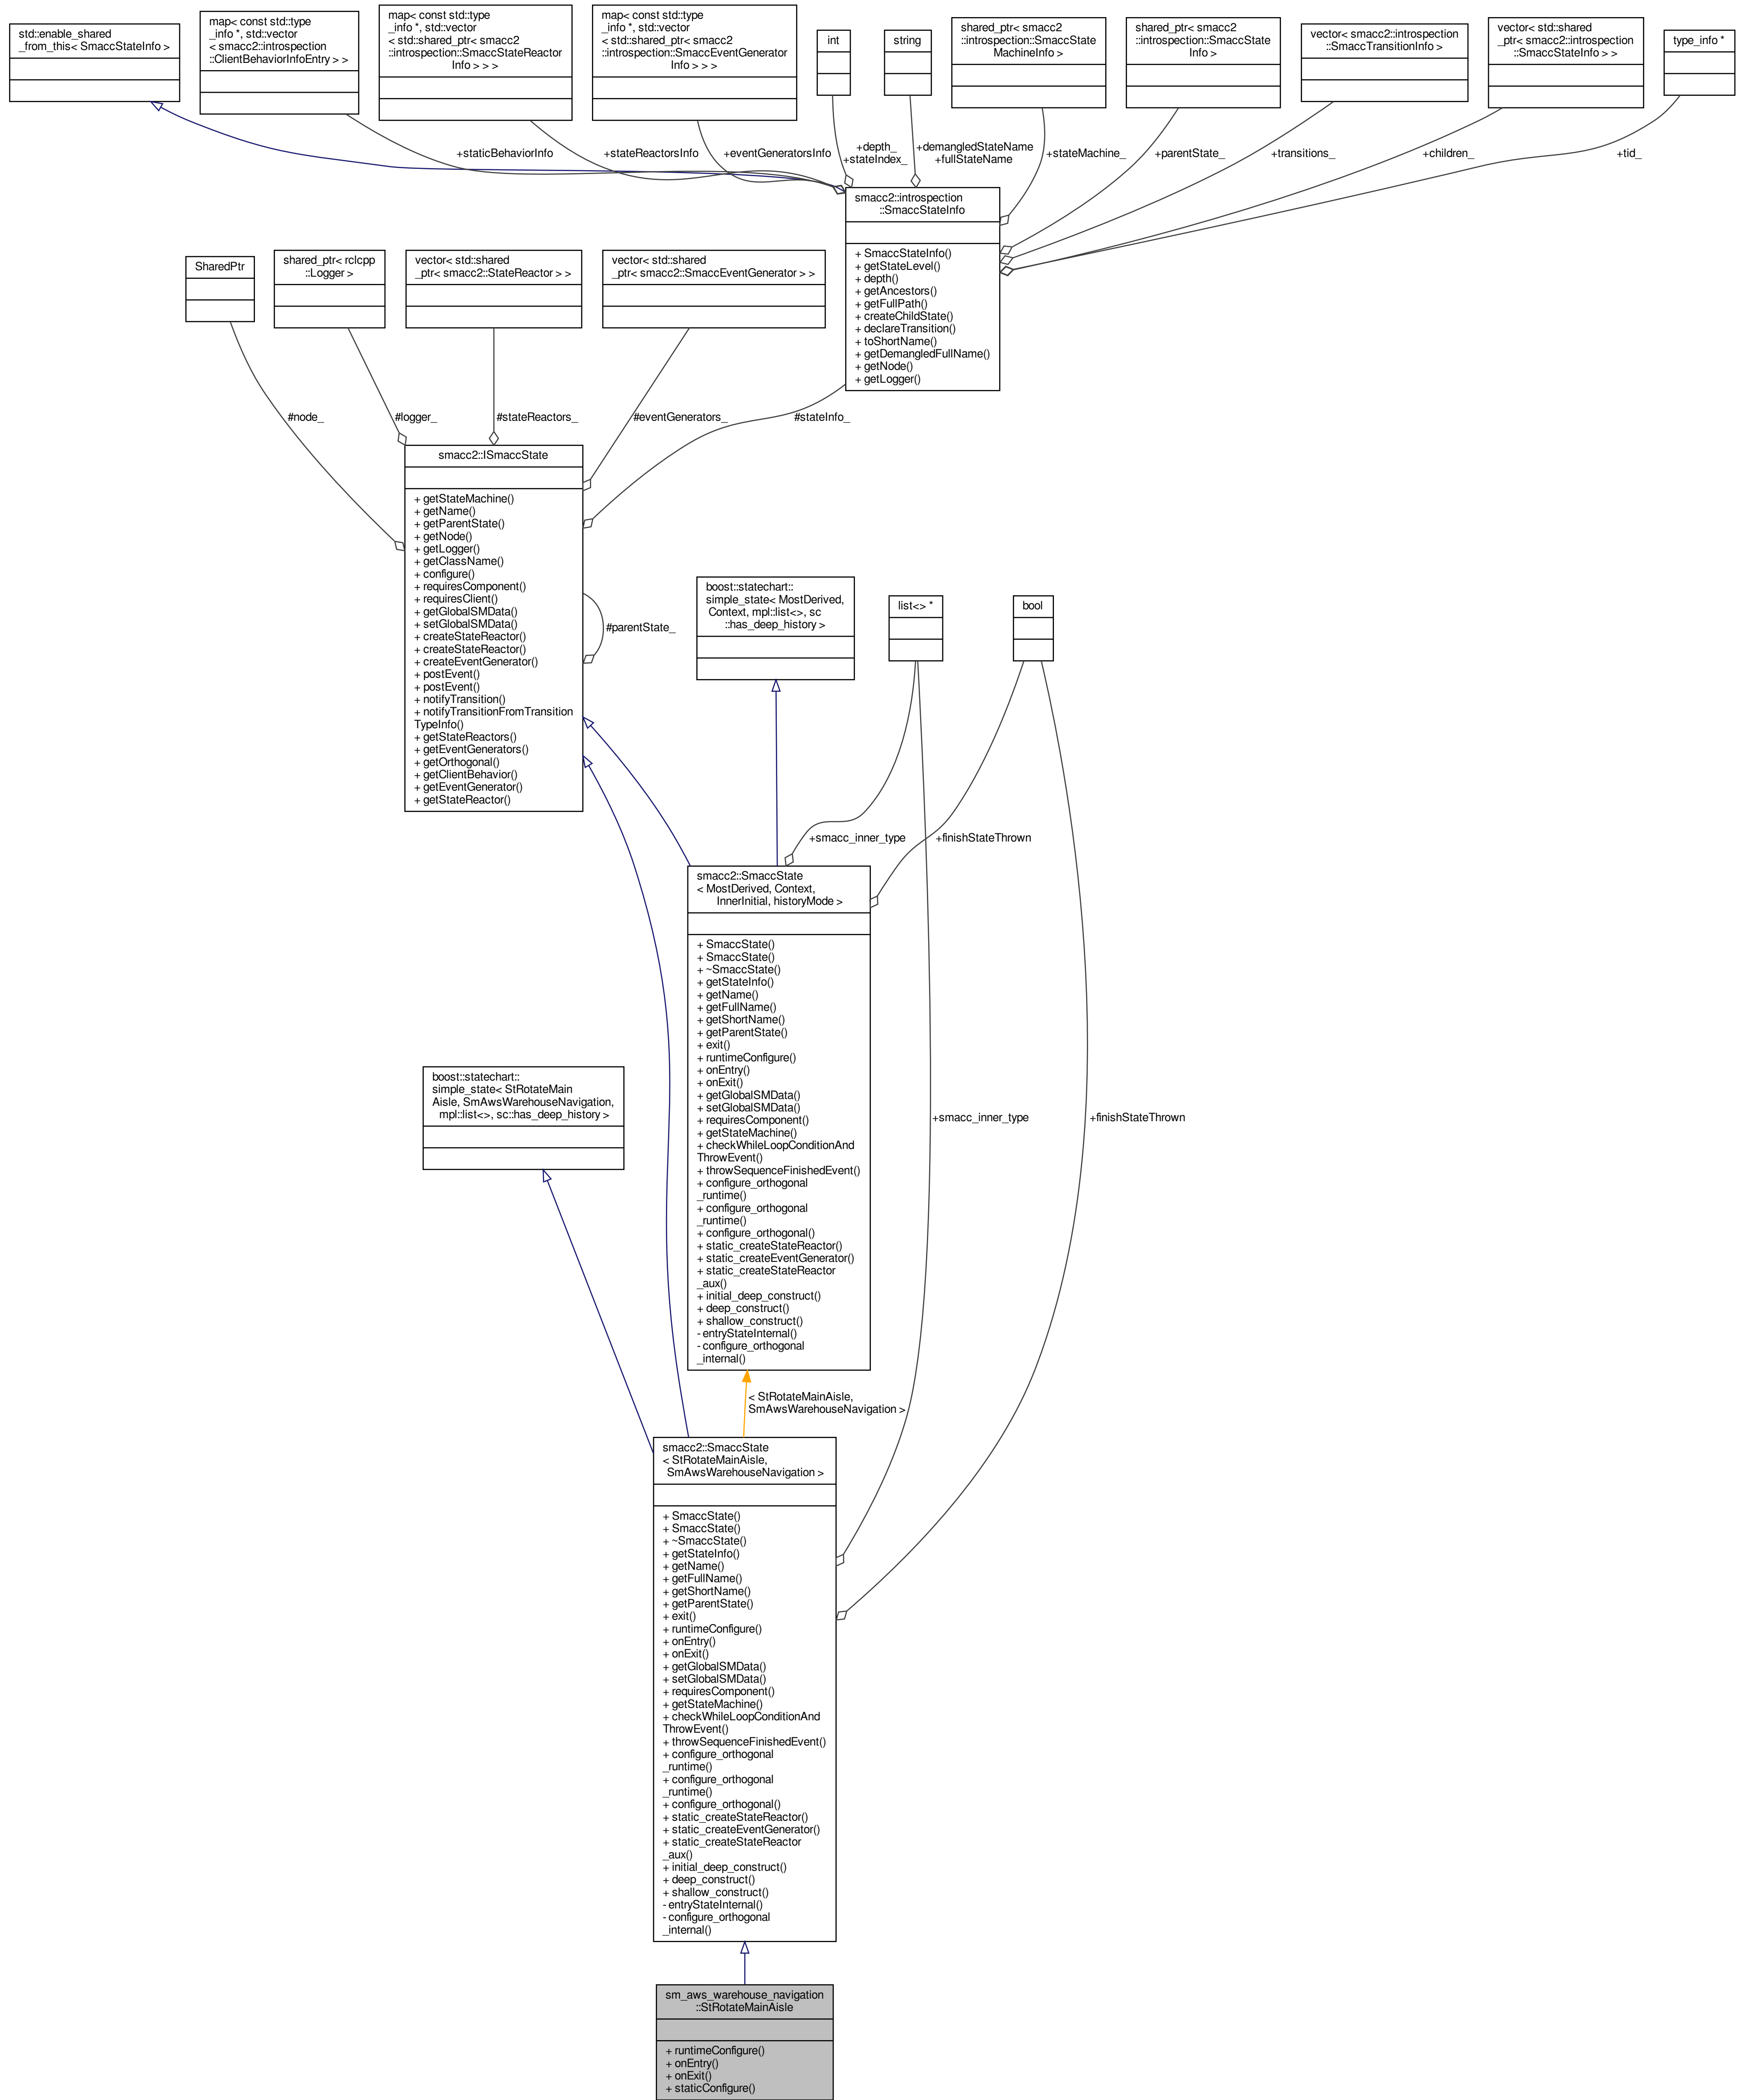 std::enable_shared
_from_this< SmaccStateInfo >
map< const std::type
_info *, std::vector
< smacc2::introspection
::ClientBehaviorInfoEntry > >
map< const std::type
_info *, std::vector
< std::shared_ptr< smacc2
::introspection::SmaccStateReactor
Info > > >
map< const std::type
_info *, std::vector
< std::shared_ptr< smacc2
::introspection::SmaccEventGenerator
Info > > >
int
string
shared_ptr< smacc2
::introspection::SmaccState
MachineInfo >
shared_ptr< smacc2
::introspection::SmaccState
Info >
vector< smacc2::introspection
::SmaccTransitionInfo >
vector< std::shared
_ptr< smacc2::introspection
::SmaccStateInfo > >
type_info *
+staticBehaviorInfo
+stateReactorsInfo
+eventGeneratorsInfo
+depth_
+stateIndex_
+demangledStateName
+fullStateName
+stateMachine_
+parentState_
+transitions_
+children_
+tid_
smacc2::introspection
::SmaccStateInfo
+ SmaccStateInfo()
+ getStateLevel()
+ depth()
+ getAncestors()
+ getFullPath()
+ createChildState()
+ declareTransition()
+ toShortName()
+ getDemangledFullName()
+ getNode()
+ getLogger()
SharedPtr
shared_ptr< rclcpp
::Logger >
vector< std::shared
_ptr< smacc2::StateReactor > >
vector< std::shared
_ptr< smacc2::SmaccEventGenerator > >
#node_
#logger_
#stateReactors_
#eventGenerators_
#stateInfo_
smacc2::ISmaccState
+ getStateMachine()
+ getName()
+ getParentState()
+ getNode()
+ getLogger()
+ getClassName()
+ configure()
+ requiresComponent()
+ requiresClient()
+ getGlobalSMData()
+ setGlobalSMData()
+ createStateReactor()
+ createStateReactor()
+ createEventGenerator()
+ postEvent()
+ postEvent()
+ notifyTransition()
+ notifyTransitionFromTransition
TypeInfo()
+ getStateReactors()
+ getEventGenerators()
+ getOrthogonal()
+ getClientBehavior()
+ getEventGenerator()
+ getStateReactor()
#parentState_
boost::statechart::
simple_state< MostDerived,
Context, mpl::list<>, sc
::has_deep_history >
list<> *
bool
+smacc_inner_type
+finishStateThrown
smacc2::SmaccState
< MostDerived, Context,
InnerInitial, historyMode >
+ SmaccState()
+ SmaccState()
+ ~SmaccState()
+ getStateInfo()
+ getName()
+ getFullName()
+ getShortName()
+ getParentState()
+ exit()
+ runtimeConfigure()
+ onEntry()
+ onExit()
+ getGlobalSMData()
+ setGlobalSMData()
+ requiresComponent()
+ getStateMachine()
+ checkWhileLoopConditionAnd
ThrowEvent()
+ throwSequenceFinishedEvent()
+ configure_orthogonal
_runtime()
+ configure_orthogonal
_runtime()
+ configure_orthogonal()
+ static_createStateReactor()
+ static_createEventGenerator()
+ static_createStateReactor
_aux()
+ initial_deep_construct()
+ deep_construct()
+ shallow_construct()
- entryStateInternal()
- configure_orthogonal
_internal()
+smacc_inner_type
+finishStateThrown
boost::statechart::
simple_state< StRotateMain
Aisle, SmAwsWarehouseNavigation,
mpl::list<>, sc::has_deep_history >
< StRotateMainAisle,
SmAwsWarehouseNavigation >
smacc2::SmaccState
< StRotateMainAisle,
SmAwsWarehouseNavigation >
+ SmaccState()
+ SmaccState()
+ ~SmaccState()
+ getStateInfo()
+ getName()
+ getFullName()
+ getShortName()
+ getParentState()
+ exit()
+ runtimeConfigure()
+ onEntry()
+ onExit()
+ getGlobalSMData()
+ setGlobalSMData()
+ requiresComponent()
+ getStateMachine()
+ checkWhileLoopConditionAnd
ThrowEvent()
+ throwSequenceFinishedEvent()
+ configure_orthogonal
_runtime()
+ configure_orthogonal
_runtime()
+ configure_orthogonal()
+ static_createStateReactor()
+ static_createEventGenerator()
+ static_createStateReactor
_aux()
+ initial_deep_construct()
+ deep_construct()
+ shallow_construct()
- entryStateInternal()
- configure_orthogonal
_internal()
sm_aws_warehouse_navigation
::StRotateMainAisle
+ runtimeConfigure()
+ onEntry()
+ onExit()
+ staticConfigure()